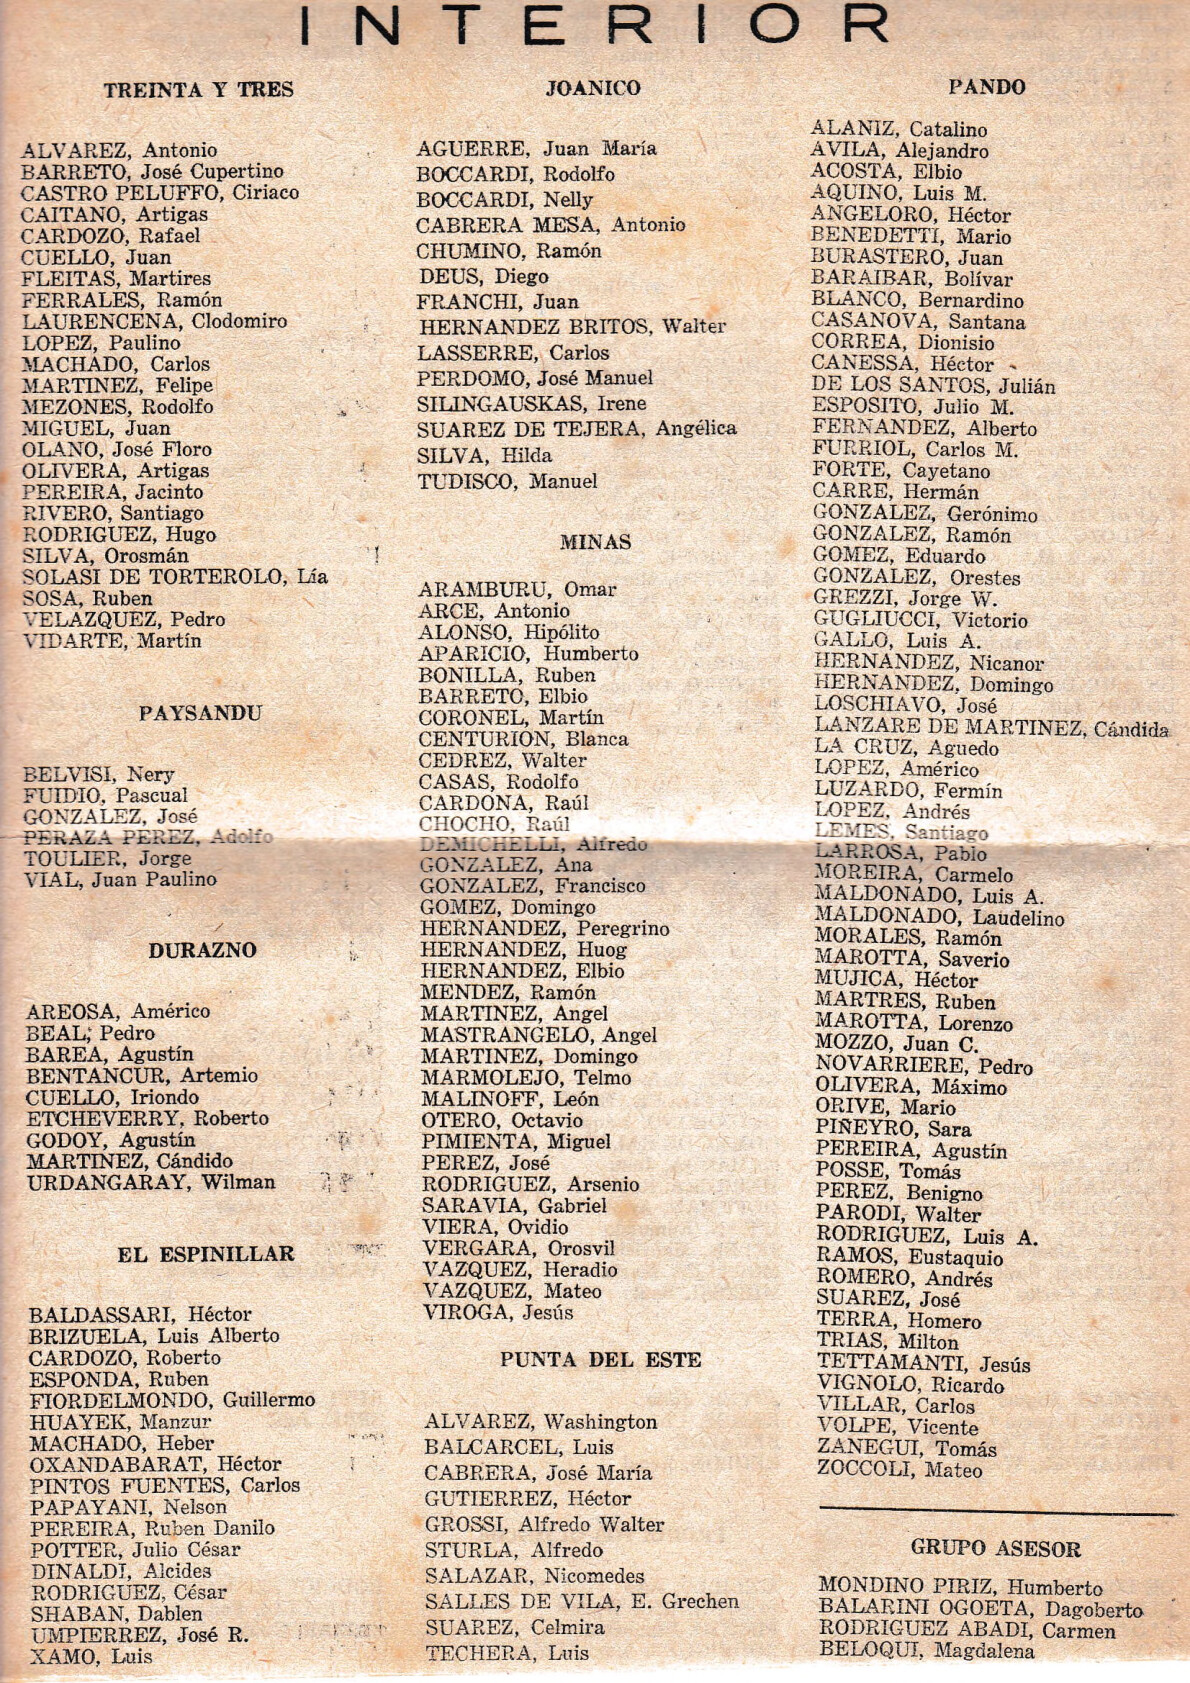 INTERIOR
TREINTA Y TRES
ALVAREZ, Antonio
BARRETO, José Cupertino
CASTRO PELUFFO, Ciriaco
CAITANO, Artigas
CARDOZO, Rafael
CUELLO, Juan
FLEITAS, Martires
FERRALES, Ramón
LAURENCENA, Clodomiro
LOPEZ, Paulino
MACHADO, Carlos
MARTINEZ, Felipe
MEZONES, Rodolfo
MIGUEL, Juan
OLANO, José Floro
OLIVERA, Artigas
PEREIRA, Jacinto
RIVERO, Santiago
RODRIGUEZ, Hugo
SILVA, Orosmán
SOLASI DE TORTEROLO, Lía
SOSA, Ruben
VELAZQUEZ, Pedro
VIDARTE, Martín
PAYSANDU
BELVISI, Nery
FUIDIO, Pascual
GONZALEZ, José
PERAZA PEREZ, Adolfo
TOULIER, Jorge
VIAL, Juan Paulino
DURAZNO
AREOSA, Américo
BEAL, Pedro
BAREA, Agustín
BENTANCUR, Artemio
CUELLO, Iriondo
ETCHEVERRY, Roberto
GODOY, Agustín
MARTINEZ, Cándido
URDANGARAY, Wilman
EL ESPINILLAR
BALDASSARI, Héctor
BRIZUELA, Luis Alberto
CARDOZO, Roberto
ESPONDA, Ruben
FIORDELMONDO, Guillermo
HUAYEK, Manzur
MACHADO, Heber
OXANDABARAT, Héctor
PINTOS FUENTES, Carlos
PAPAYANI, Nelson
PEREIRA, Ruben Danilo
POTTER, Julio César
DINALDI, Alcides
RODRIGUEZ, César
SHABAN, Dablen
UMPIERREZ, José R.
XAMO, Luis
JOANICO
AGUERRE, Juan María
BOCCARDI, Rodolfo
BOCCARDI, Nelly
CABRERA MESA, Antonio
CHUMINO, Ramón
DEUS, Diego
FRANCHI, Juan
HERNANDEZ BRITOS, Walter
LASSERRE, Carlos
PERDOMO, José Manuel
SILINGAUSKAS, Irene
SUAREZ DE TEJERA, Angélica
SILVA, Hilda
TUDISCO, Manuel
MINAS
ARAMBURU, Omar
ARCE, Antonio
ALONSO, Hipólito
APARICIO, Humberto
BONILLA, Ruben
BARRETO, Elbio
CORONEL, Martín
CENTURION, Blanca
CEDREZ, Walter
CASAS, Rodolfo
CARDONA, Raúl
CHOCHO, Raúl
DEMICHELLI, Alfredo
GONZALEZ, Ana
GONZALEZ, Francisco
GOMEZ, Domingo
HERNANDEZ, Peregrino
HERNANDEZ, Huog
HERNANDEZ, Elbio
MENDEZ, Ramón
MARTINEZ, Angel
MASTRANGELO, Angel
MARTINEZ, Domingo
MARMOLEJO, Telmo
MALINOFF, León
OTERO, Octavio
PIMIENTA, Miguel
PEREZ, José
RODRIGUEZ, Arsenio
SARAVIA, Gabriel
VIERA, Ovidio
VERGARA, Orosvil
VAZQUEZ, Heradio
VAZQUEZ, Mateo
VIROGA, Jesús
PUNTA DEL ESTE
ALVAREZ, Washington
BALCARCEL, Luis
CABRERA, José María
GUTIERREZ, Héctor
GROSSI, Alfredo Walter
STURLA, Alfredo
SALAZAR, Nicomedes
SALLES DE VILA, E. Grechen
SUAREZ, Celmira
TECHERA, Luis
PANDO
ALANIZ, Catalino
AVILA, Alejandro
ACOSTA, Elbio
AQUINO, Luis M.
ANGELORO, Héctor
BENEDETTI, Mario
BURASTERO, Juan
BARAIBAR, Bolívar
BLANCO, Bernardino
CASANOVA, Santana
CORREA, Dionisio
CANESSA, Héctor
DE LOS SANTOS, Julián
ESPOSITO, Julio M.
FERNANDEZ, Alberto
FURRIOL, Carlos M.
FORTE, Cayetano
CARRE, Hermán
GONZALEZ, Gerónimo
GONZALEZ, Ramón
GOMEZ, Eduardo
GONZALEZ, Orestes
GREZZI, Jorge W.
GUGLIUCCI, Victorio
GALLO, Luis A.
HERNANDEZ, Nicanor
HERNANDEZ, Domingo
LOSCHIAVO, José
LANZARE DE MARTINEZ, Cándida
LA CRUZ, Aguedo
LOPEZ, Américo
LUZARDO, Fermín
LOPEZ, Andrés
LEMES, Santiago
LARROSA, Pablo
MOREIRA, Carmelo
MALDONADO, Luis A.
MALDONADO, Laudelino
MORALES, Ramón
MAROTTA, Saverio
MUJICA, Héctor
MARTRES, Ruben
MAROTTA, Lorenzo
MOZZO, Juan C.
NOVARRIERE, Pedro
OLIVERA, Máximo
ORIVE, Mario
PIÑEYRO, Sara
PEREIRA, Agustín
POSSE, Tomás
PEREZ, Benigno
PARODI, Walter
RODRIGUEZ, Luis A.
RAMOS, Eustaquio
ROMERO, Andrés
SUAREZ, José
TERRA, Homero
TRIAS, Milton
TETTAMANTI, Jesús
VIGNOLO, Ricardo
VILLAR, Carlos
VOLPE, Vicente
ZANEGUI, Tomás
ZOCCOLI, Mateo
GRUPO ASESOR
MONDINO PIRIZ, Humberto
BALARINI OGOETA, Dagoberto
RODRIGUEZ ABADI, Carmen
BELOQUI, Magdalena